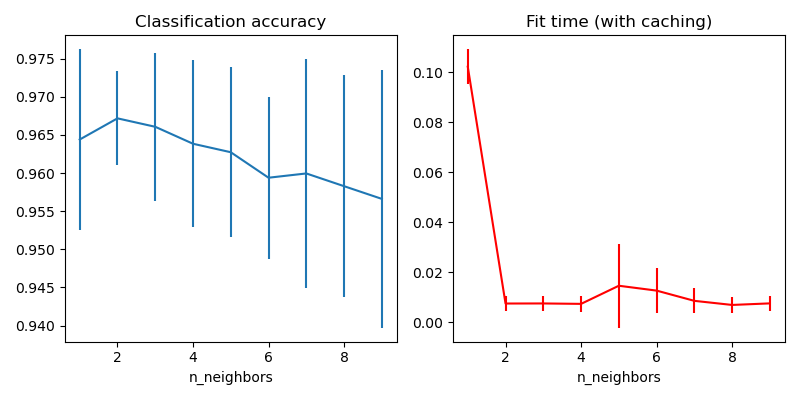 Classification accuracy
0.975
0.970
0.965
0.960
0.955
0.950
0.945
0.940
2 4 6 8
n_neighbors
Fit time (with caching)
0.10
0.08
0.06
0.04
0.02
0.00
2 4 6 8
n_neighbors